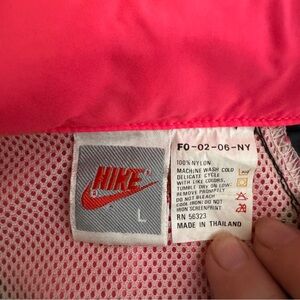 NIKE
L
FO-02-06-NY
100% NYLON
MACHINE WASH COLD
DELICATE CYCLE
WITH LIKE COLORS
TUMBLE DRY ON LOW
REMOVE PROMPTLY
DO NOT BLEACH
COOL IRON! DO NOT
IRON SCREENPRINT
RN 56323
MADE IN THAILAND